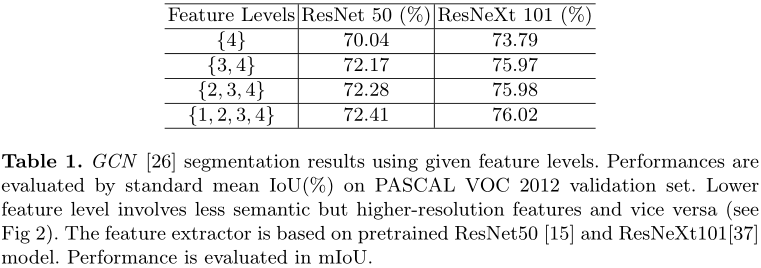 Feature Levels ResNet 50 (%) ResNeXt 101 (%)
{4} 70.04 73.79
{3, 4} 72.17 75.97
{2, 3, 4} 72.28 75.98
{1, 2, 3, 4} 72.41 76.02
Table 1. GCN [26] segmentation results using given feature levels. Performances are
evaluated by standard mean IoU(%) on PASCAL VOC 2012 validation set. Lower
feature level involves less semantic but higher-resolution features and vice versa (see
Fig 2). The feature extractor is based on pretrained ResNet50 [15] and ResNeXt101[37]
model. Performance is evaluated in mIoU.